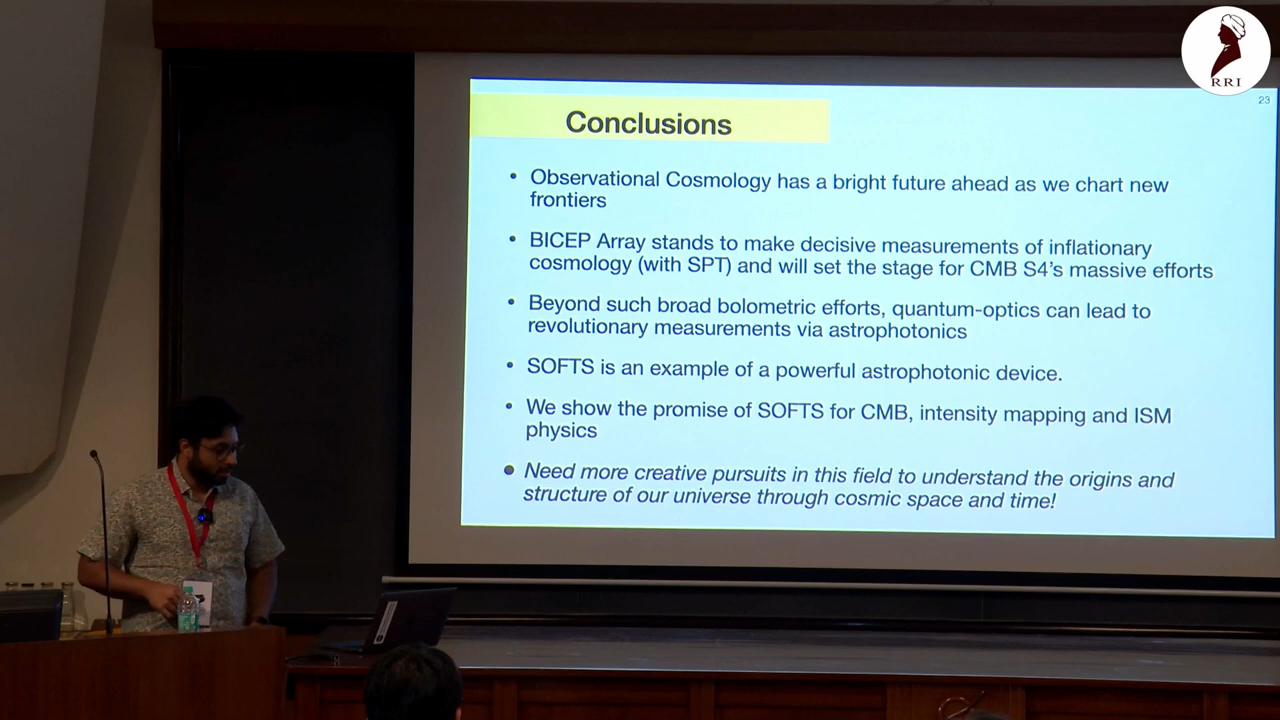 RRI
23
Conclusions
• Observational Cosmology has a bright future ahead as we chart new
frontiers
• BICEP Array stands to make decisive measurements of inflationary
cosmology (with SPT) and will set the stage for CMB S4's massive efforts
• Beyond such broad bolometric efforts, quantum-optics can lead to
revolutionary measurements via astrophotonics
• SOFTS is an example of a powerful astrophotonic device.
• We show the promise of SOFTS for CMB, intensity mapping and ISM
physics
• Need more creative pursuits in this field to understand the origins and
structure of our universe through cosmic space and time!